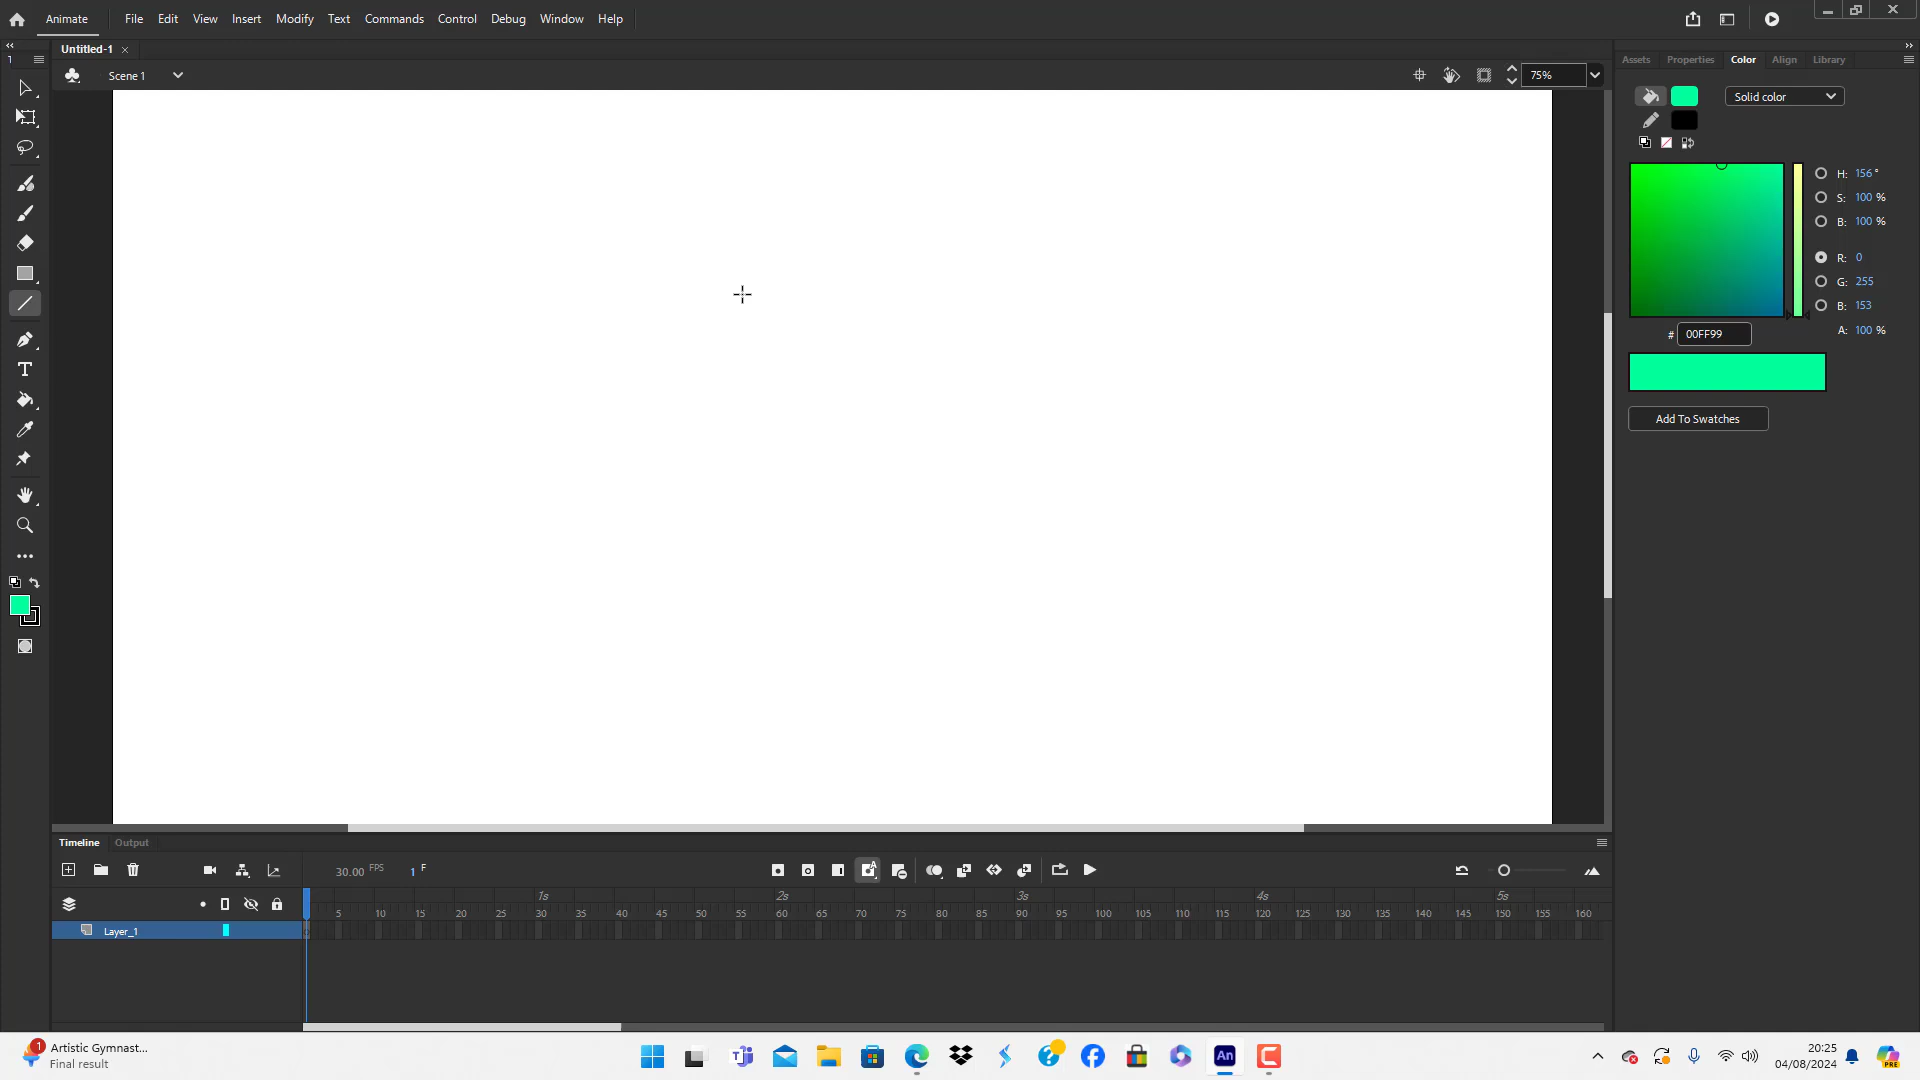 Animate File Edit View Insert Modify Text Commands Control Debug Window Help
Untitled-1
Scene 1 75%
Assets Properties Color Align Library
Solid color
H: 156 °
S: 100 %
B: 100 %
R: 0
G: 255
B: 153
A: 100 %
# 00FF99
Add To Swatches
Timeline Output
30.00 FPS 1 F
1s 2s 3s 4s 5s
5 10 15 20 25 30 35 40 45 50 55 60 65 70 75 80 85 90 95 100 105 110 115 120 125 130 135 140 145 150 155 160
Layer_1
1 Artistic Gymnast...
Final result
An
PRE
20:25
04/08/2024